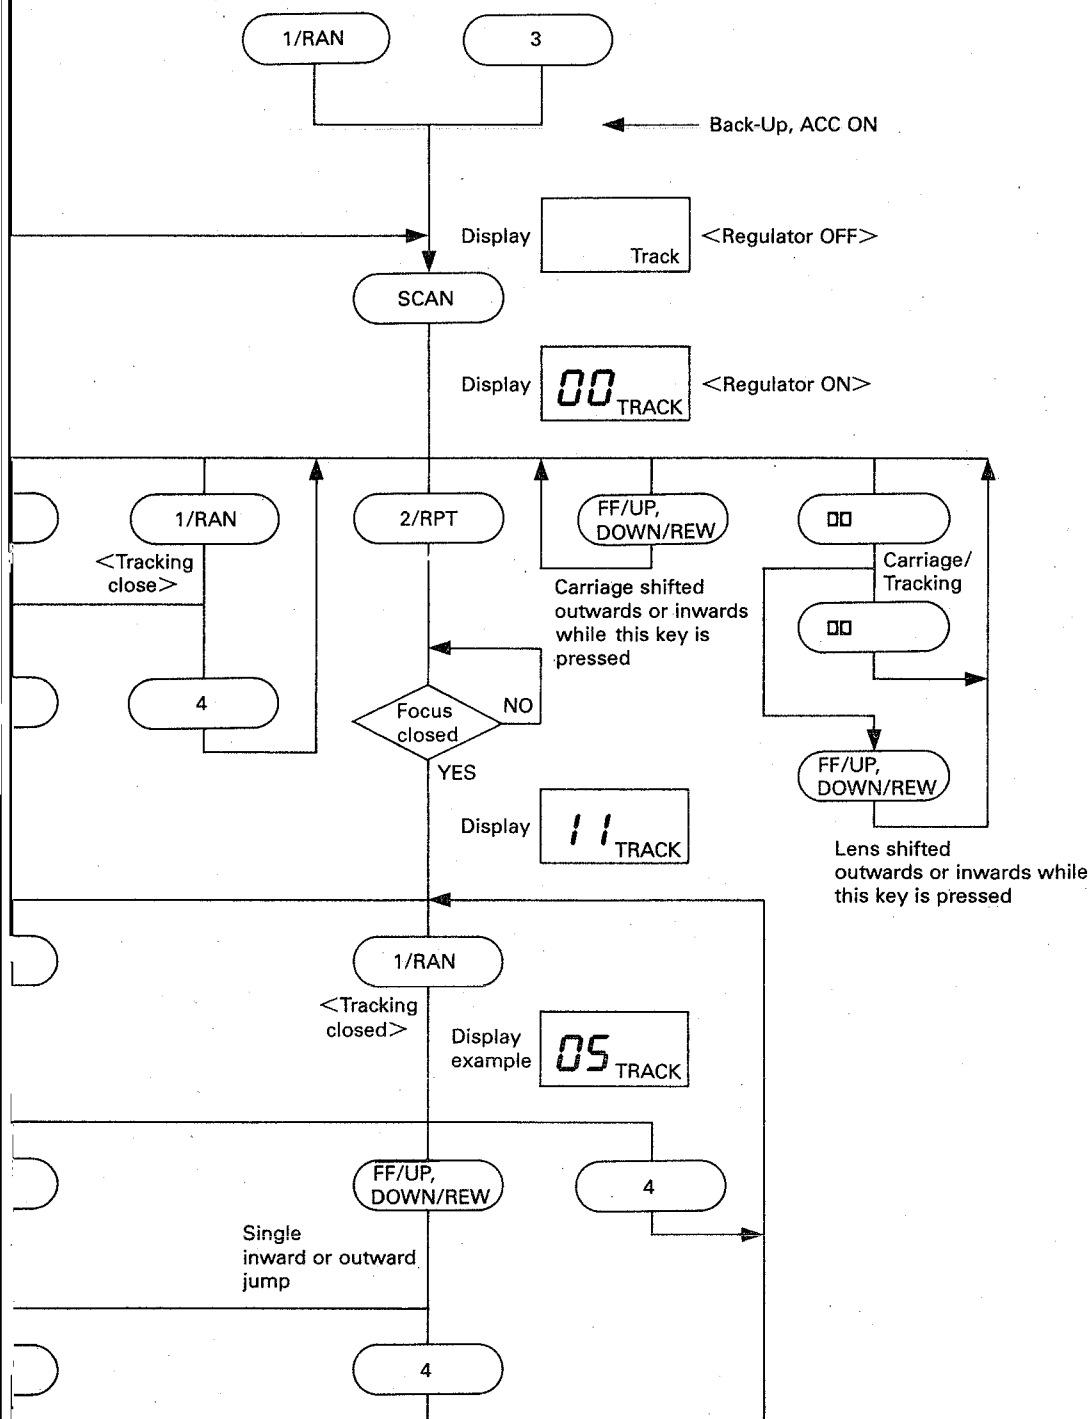 1/RAN
3
Back-Up, ACC ON
Display
Track
<Regulator OFF>
SCAN
Display
00 TRACK
<Regulator ON>
1/RAN
2/RPT
FF/UP,
DOWN/REW
<Tracking
close>
Carriage shifted
outwards or inwards
while this key is
pressed
Carriage/
Tracking
4
Focus
closed
NO
YES
FF/UP,
DOWN/REW
Display
11 TRACK
Lens shifted
outwards or inwards while
this key is pressed
1/RAN
<Tracking
closed>
Display
example
05 TRACK
FF/UP,
DOWN/REW
4
Single
inward or outward
jump
4